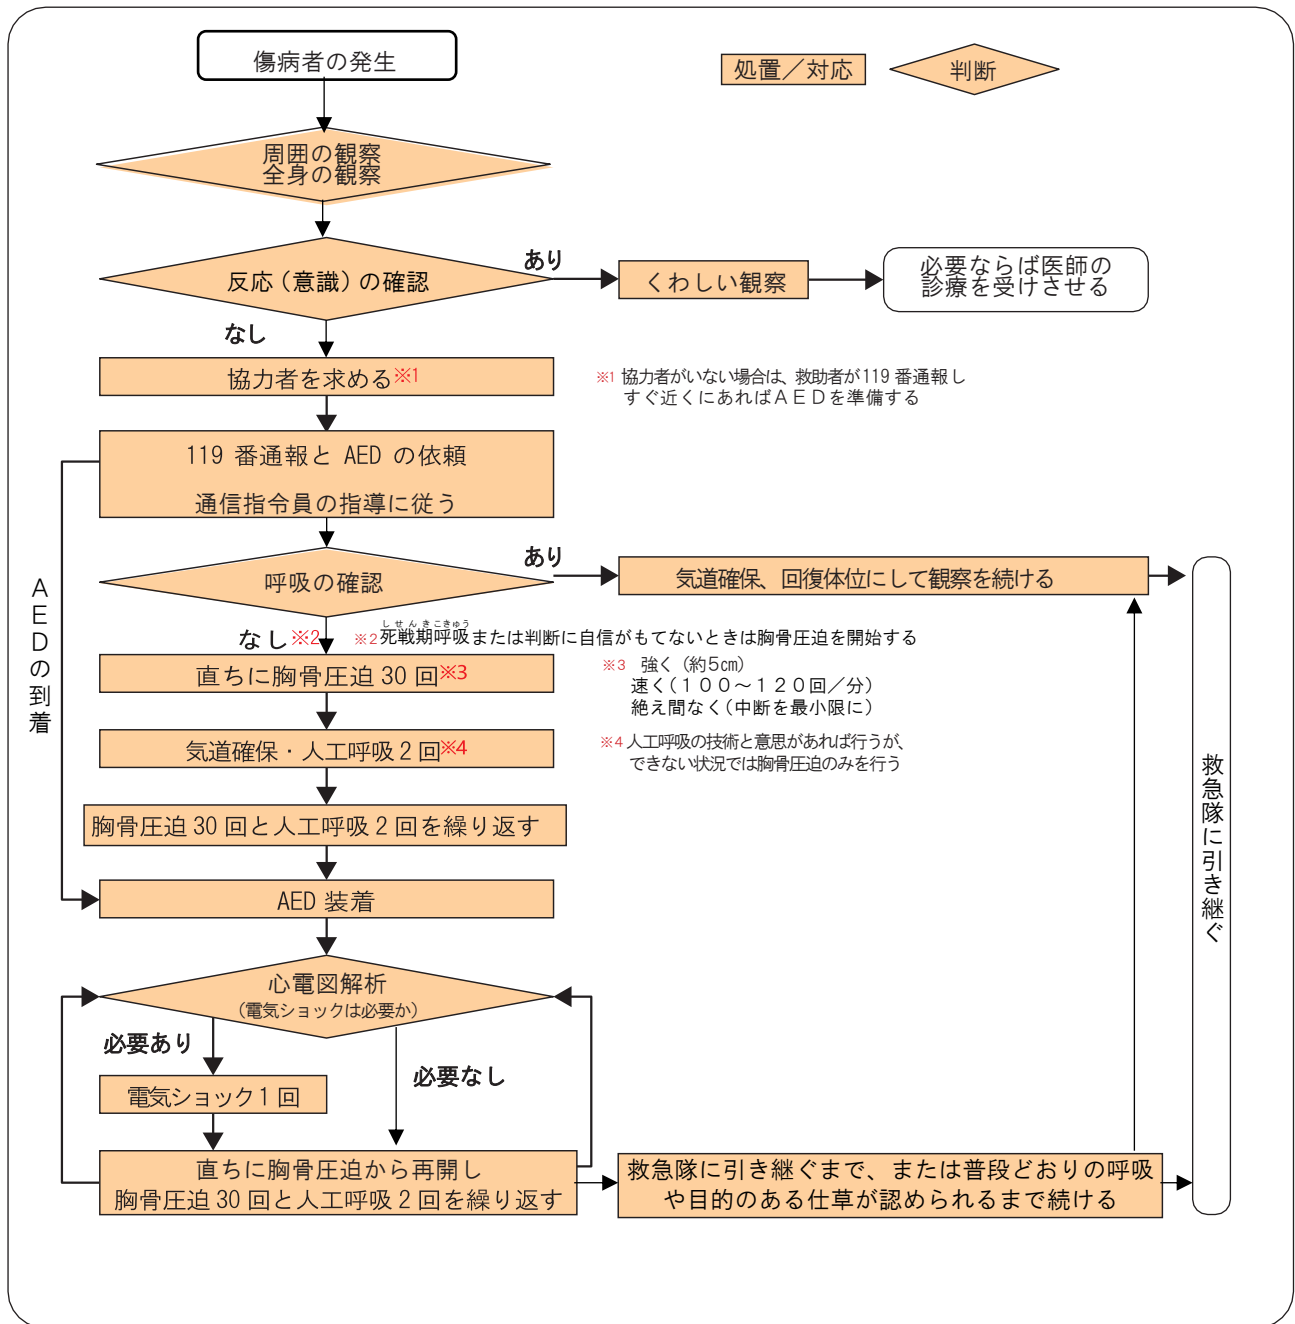 傷病者の発生
処置／対応
判断
周囲の観察
全身の観察
反応（意識）の確認
あり
くわしい観察
必要ならば医師の
診療を受けさせる
なし
協力者を求める※1
※1 協力者がいない場合は、救助者が119番通報し
すぐ近くにあればＡＥＤを準備する
119 番通報と AED の依頼
通信指令員の指導に従う
呼吸の確認
あり
気道確保、回復体位にして観察を続ける
ＡＥＤの到着
なし※2
しせんきこきゅう
※2 死戦期呼吸または判断に自信がもてないときは胸骨圧迫を開始する
直ちに胸骨圧迫 30 回※3
※3 強く（約5㎝）
速く（１００～１２０回／分）
絶え間なく（中断を最小限に）
気道確保・人工呼吸 2 回※4
※4 人工呼吸の技術と意思があれば行うが、
できない状況では胸骨圧迫のみを行う
胸骨圧迫 30 回と人工呼吸 2 回を繰り返す
救急隊に引き継ぐ
AED 装着
心電図解析
（電気ショックは必要か）
必要あり
必要なし
電気ショック 1 回
直ちに胸骨圧迫から再開し
胸骨圧迫 30 回と人工呼吸 2 回を繰り返す
救急隊に引き継ぐまで、または普段どおりの呼吸
や目的のある仕草が認められるまで続ける